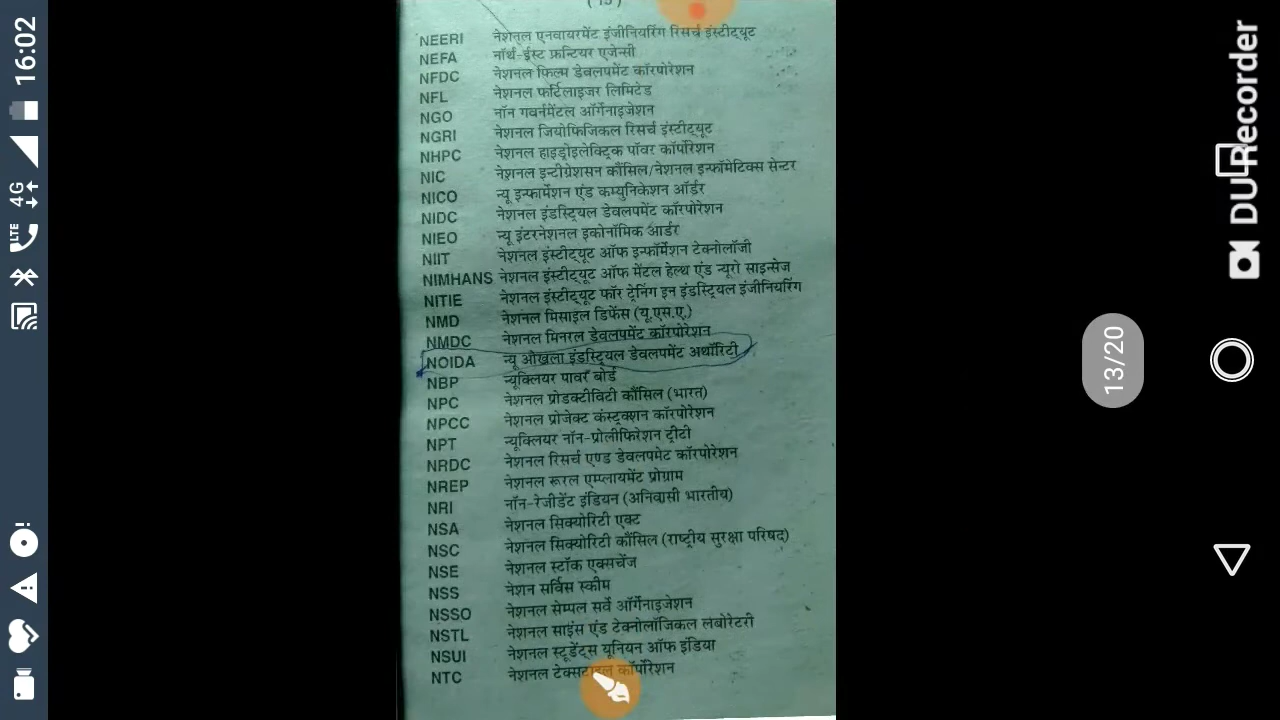 16:02
4G
LTE
( 13 )
NEERI नेशनल एनवायरमेंट इंजीनियरिंग रिसर्च इंस्टीट्यूट
NEFA नॉर्थ-ईस्ट फ्रन्टियर एजेन्सी
NFDC नेशनल फिल्म डेवलपमेंट कॉरपोरेशन
NFL नेशनल फर्टिलाइजर लिमिटेड
NGO नॉन गवर्नमेंटल ऑर्गेनाइजेशन
NGRI नेशनल जियोफिजिकल रिसर्च इंस्टीट्यूट
NHPC नेशनल हाइड्रोइलेक्ट्रिक पॉवर कॉर्पोरेशन
NIC नेशनल इन्टीग्रेशसन कौंसिल/नेशनल इन्फॉमेटिक्स सेन्टर
NICO न्यू इन्फार्मेशन एंड कम्युनिकेशन ऑर्डर
NIDC नेशनल इंडस्ट्रियल डेवलपमेंट कॉरपोरेशन
NIEO न्यू इंटरनेशनल इकोनॉमिक आर्डर
NIIT नेशनल इंस्टीट्यूट ऑफ इन्फॉर्मेशन टेक्नोलॉजी
NIMHANS नेशनल इंस्टीट्यूट ऑफ मेंटल हेल्थ एंड न्यूरो साइन्सेज
NITIE नेशनल इंस्टीट्यूट फॉर ट्रेनिंग इन इंडस्ट्रियल इंजीनियरिंग
NMD नेशनल मिसाइल डिफेंस (यू.एस.ए.)
NMDC नेशनल मिनरल डेवलपमेंट कॉरपोरेशन
NOIDA न्यू ओखला इंडस्ट्रियल डेवलपमेंट अथॉरिटी
NBP न्यूक्लियर पावर बोर्ड
NPC नेशनल प्रोडक्टीविटी कौंसिल (भारत)
NPCC नेशनल प्रोजेक्ट कंस्ट्रक्शन कॉरपोरेशन
NPT न्यूक्लियर नॉन-प्रोलीफिरेशन ट्रीटी
NRDC नेशनल रिसर्च एण्ड डेवलपमेट कॉरपोरेशन
NREP नेशनल रूरल एम्प्लायमेंट प्रोग्राम
NRI नॉन-रेजीडेंट इंडियन (अनिवासी भारतीय)
NSA नेशनल सिक्योरिटी एक्ट
NSC नेशनल सिक्योरिटी कौंसिल (राष्ट्रीय सुरक्षा परिषद)
NSE नेशनल स्टॉक एक्सचेंज
NSS नेशन सर्विस स्कीम
NSSO नेशनल सेम्पल सर्वे ऑर्गेनाइजेशन
NSTL नेशनल साइंस एंड टेक्नोलॉजिकल लेबोरेटरी
NSUI नेशनल स्टूडेंट्स यूनियन ऑफ इंडिया
NTC नेशनल टेक्सटाइल कॉर्पोरेशन
13/20
DU Recorder